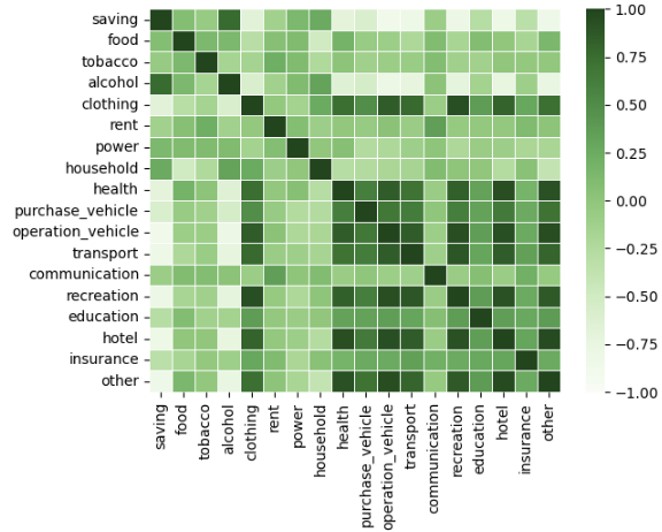 saving
food
tobacco
alcohol
clothing
rent
power
household
health
purchase_vehicle
operation_vehicle
transport
communication
recreation
education
hotel
insurance
other
saving
food
tobacco
alcohol
clothing
rent
power
household
health
purchase_vehicle
operation_vehicle
transport
communication
recreation
education
hotel
insurance
other
1.00
0.75
0.50
0.25
0.00
−0.25
−0.50
−0.75
−1.00